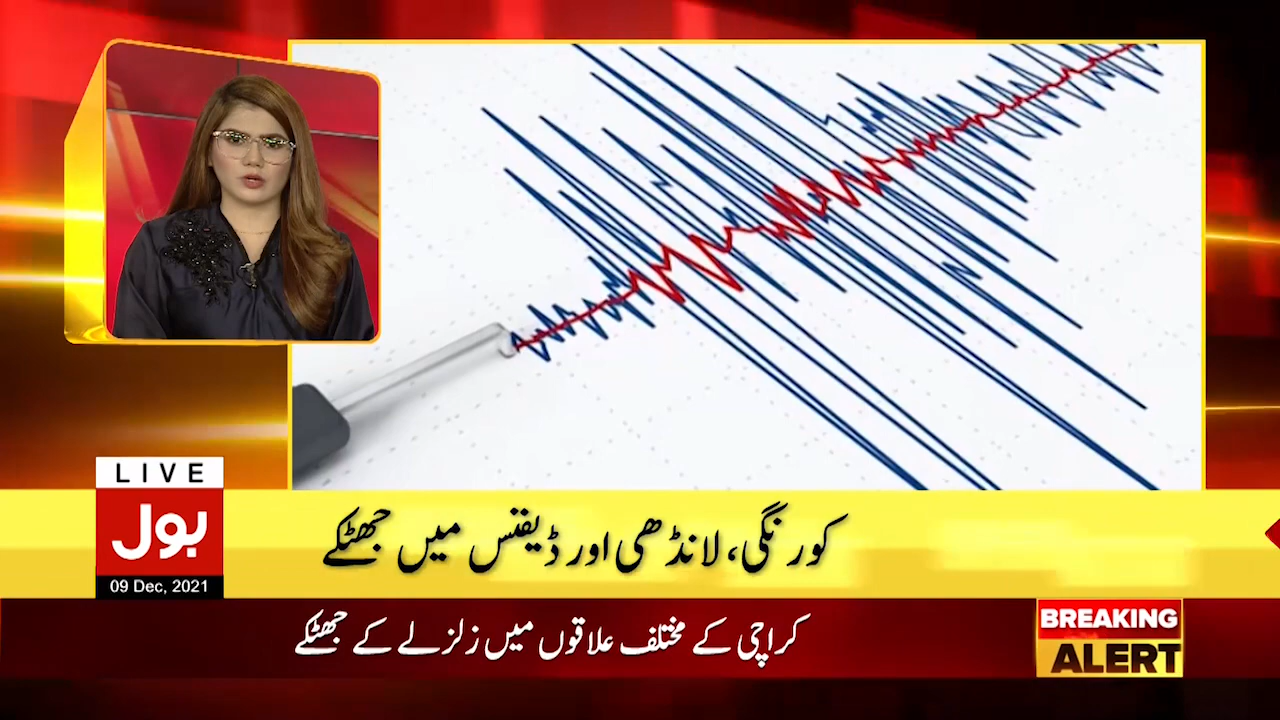 LIVE
بول
09 Dec, 2021
کورنگی، لانڈھی اور ڈیفنس میں جھٹکے
کراچی کے مختلف علاقوں میں زلزلے کے جھٹکے
BREAKING
ALERT